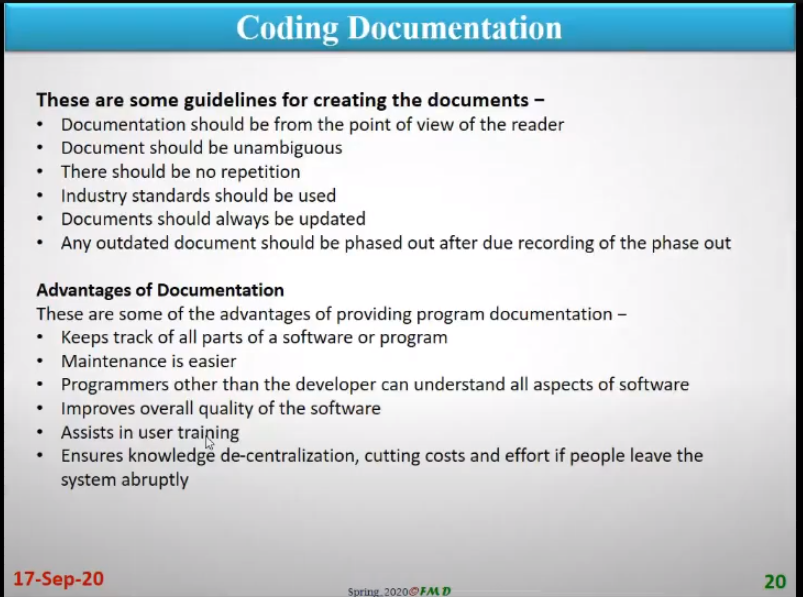 Coding Documentation
These are some guidelines for creating the documents –
• Documentation should be from the point of view of the reader
• Document should be unambiguous
• There should be no repetition
• Industry standards should be used
• Documents should always be updated
• Any outdated document should be phased out after due recording of the phase out
Advantages of Documentation
These are some of the advantages of providing program documentation –
• Keeps track of all parts of a software or program
• Maintenance is easier
• Programmers other than the developer can understand all aspects of software
• Improves overall quality of the software
• Assists in user training
• Ensures knowledge de-centralization, cutting costs and effort if people leave the
system abruptly
17-Sep-20
Spring_2020©FMD
20